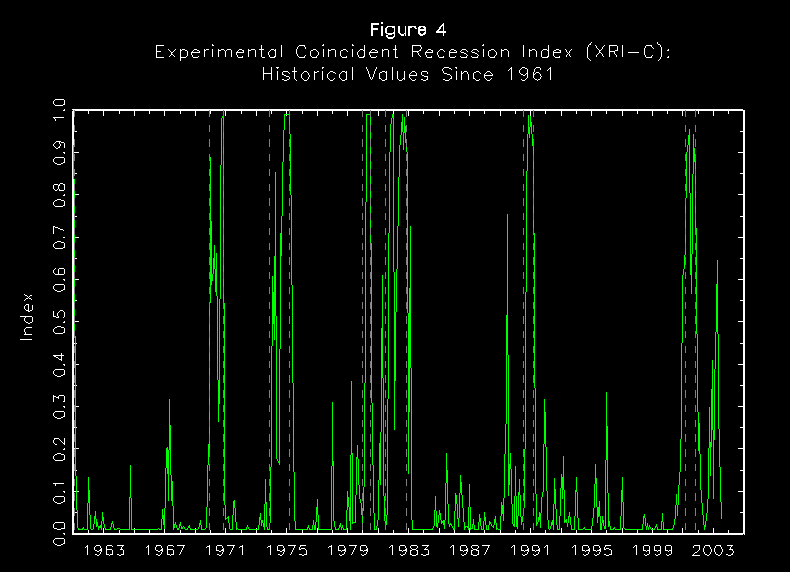 Figure 4
Experimental Coincident Recession Index (XRI-C):
Historical Values Since 1961
1.0
0.9
0.8
0.7
0.6
0.5
0.4
0.3
0.2
0.1
0.0
Index
1963 1967 1971 1975 1979 1983 1987 1991 1995 1999 2003